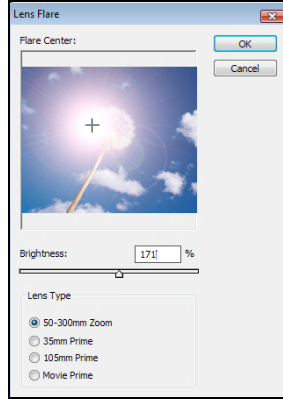 Lens Flare
Flare Center:
OK
Cancel
Brightness: 171 %
Lens Type
50-300mm Zoom
35mm Prime
105mm Prime
Movie Prime